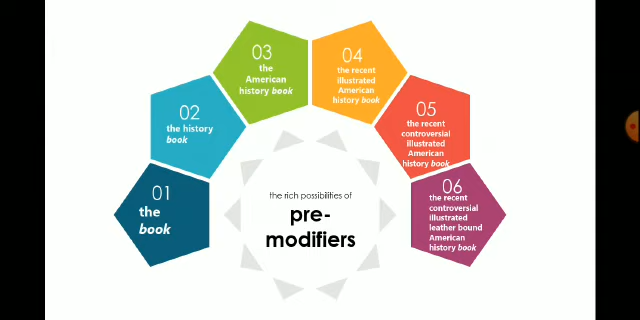 01
the
book
02
the history
book
03
the
American
history book
04
the recent
illustrated
American
history book
05
the recent
controversial
illustrated
American
history book
06
the recent
controversial
illustrated
leather bound
American
history book
the rich possibilities of
pre-
modifiers